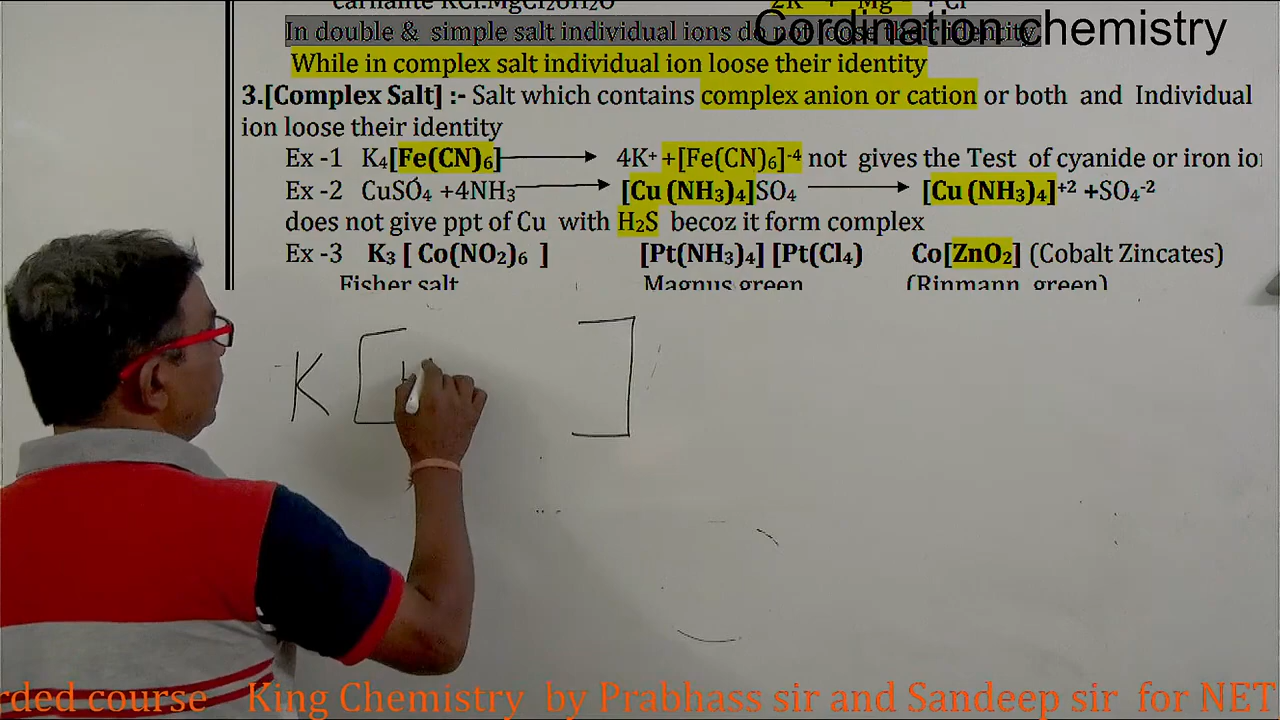 carnalite KCl.MgCl₂6H₂O 2K⁺ + Mg + Cl
Cordination chemistry
In double & simple salt individual ions do not loose their identity
While in complex salt individual ion loose their identity
3.[Complex Salt] :- Salt which contains complex anion or cation or both and Individual
ion loose their identity
Ex -1 K₄[Fe(CN)₆] ⟶ 4K⁺ +[Fe(CN)₆]⁻⁴ not gives the Test of cyanide or iron
Ex -2 CuSO₄ +4NH₃ ⟶ [Cu (NH₃)₄]SO₄ ⟶ [Cu (NH₃)₄]⁺² +SO₄⁻²
does not give ppt of Cu with H₂S becoz it form complex
Ex -3 K₃ [ Co(NO₂)₆ ] [Pt(NH₃)₄] [Pt(Cl₄) Co[ZnO₂] (Cobalt Zincates)
Fisher salt Magnus green (Rinmann green)
K [ ]
rded course King Chemistry by Prabhass sir and Sandeep sir for NET